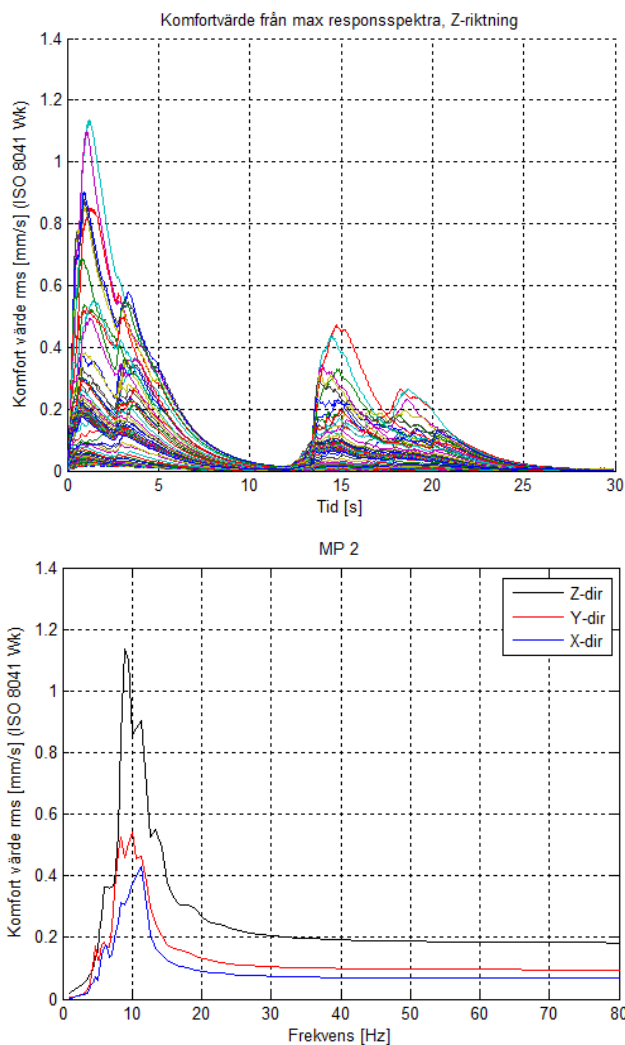 Komfortvärde från max responsspektra, Z-riktning
Komfort värde rms [mm/s] (ISO 8041 Wk)
1.4
1.2
1
0.8
0.6
0.4
0.2
0
0 5 10 15 20 25 30
Tid [s]
MP 2
Komfort värde rms [mm/s] (ISO 8041 Wk)
1.4
1.2
1
0.8
0.6
0.4
0.2
0
Z-dir
Y-dir
X-dir
0 10 20 30 40 50 60 70 80
Frekvens [Hz]